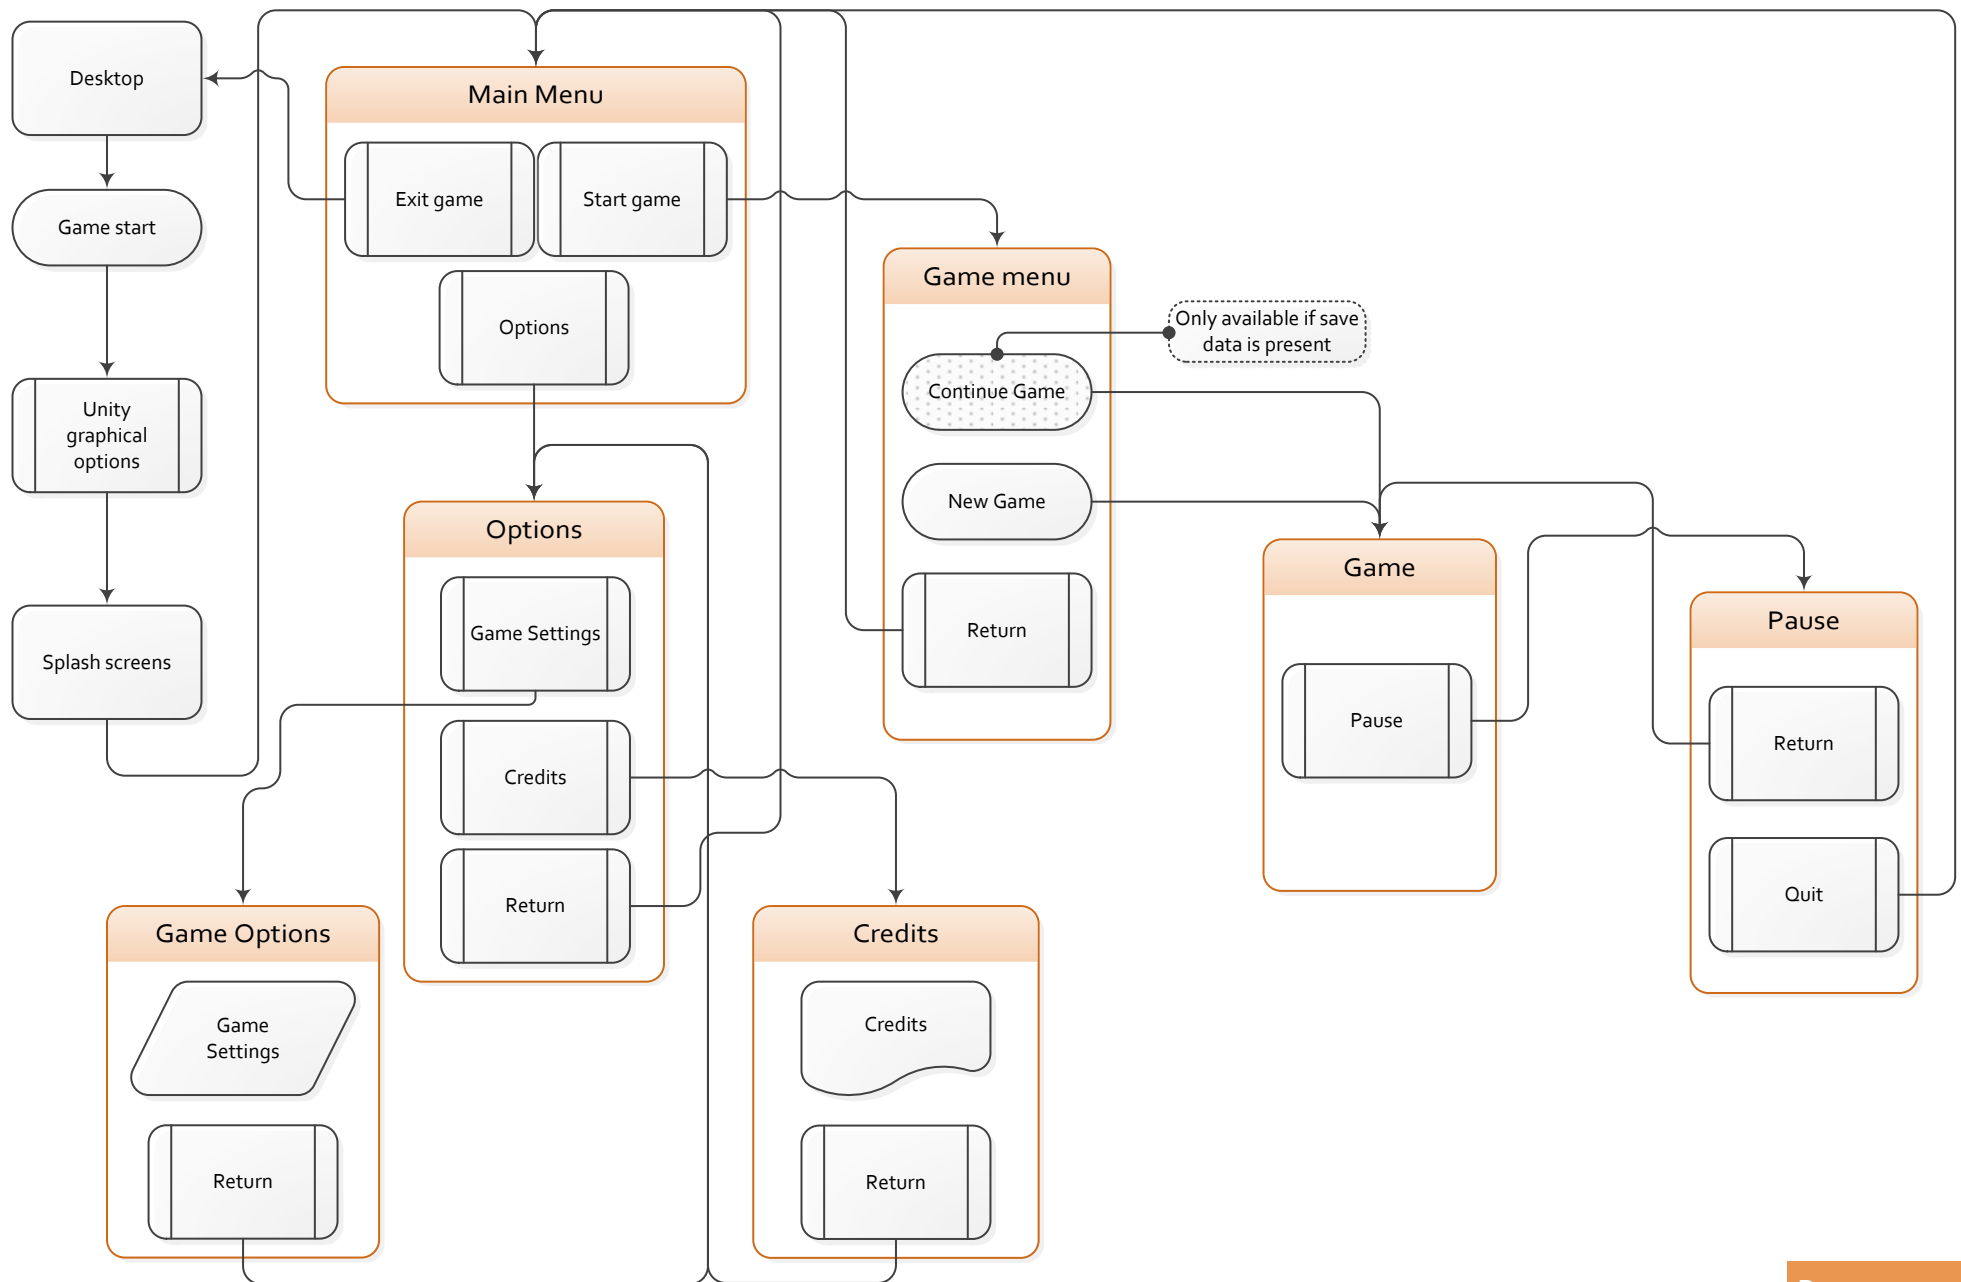 Desktop
Game start
Unity
graphical
options
Splash screens
Main Menu
Exit game
Start game
Options
Game menu
Only available if save
data is present
Continue Game
New Game
Return
Options
Game Settings
Credits
Return
Game
Pause
Pause
Return
Quit
Game Options
Game
Settings
Return
Credits
Credits
Return